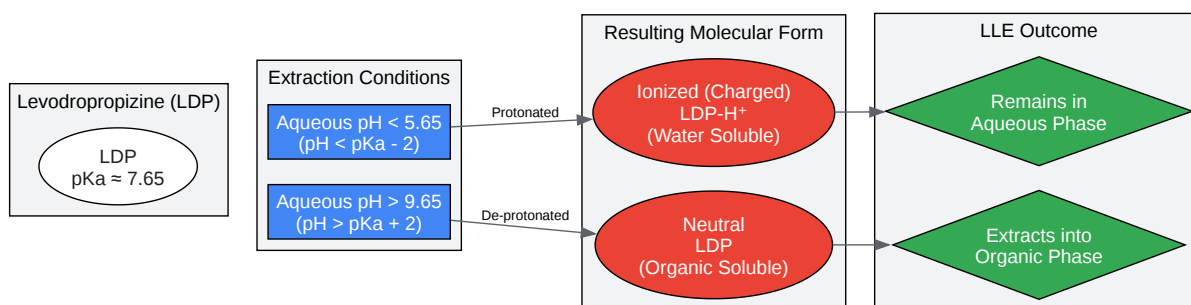 Levodropropizine (LDP)
LDP
pKa ≈ 7.65
Extraction Conditions
Aqueous pH < 5.65
(pH < pKa - 2)
Aqueous pH > 9.65
(pH > pKa + 2)
Protonated
De-protonated
Resulting Molecular Form
Ionized (Charged)
LDP-H⁺
(Water Soluble)
Neutral
LDP
(Organic Soluble)
LLE Outcome
Remains in
Aqueous Phase
Extracts into
Organic Phase